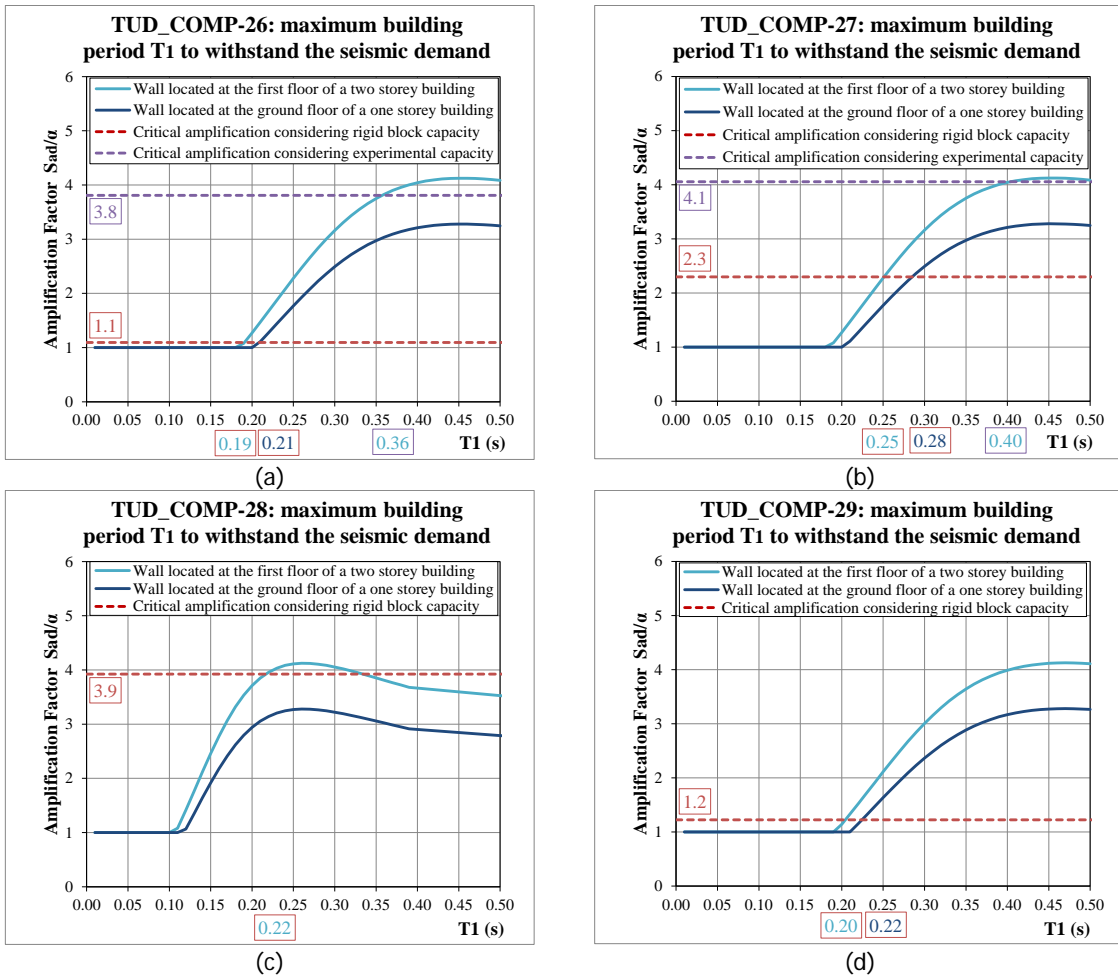 TUD_COMP-26: maximum building
period T1 to withstand the seismic demand
6
5
4
3
2
1
0
Amplification Factor Sad/α
Wall located at the first floor of a two storey building
Wall located at the ground floor of a one storey building
Critical amplification considering rigid block capacity
Critical amplification considering experimental capacity
3.8
1.1
0.00 0.05 0.10 0.15 0.20 0.25 0.30 0.35 0.40 0.45 0.50
0.19 0.21 0.36 T1 (s)
(a)
TUD_COMP-27: maximum building
period T1 to withstand the seismic demand
6
5
4
3
2
1
0
Amplification Factor Sad/α
Wall located at the first floor of a two storey building
Wall located at the ground floor of a one storey building
Critical amplification considering rigid block capacity
Critical amplification considering experimental capacity
4.1
2.3
0.00 0.05 0.10 0.15 0.20 0.25 0.30 0.35 0.40 0.45 0.50
0.25 0.28 0.40 T1 (s)
(b)
TUD_COMP-28: maximum building
period T1 to withstand the seismic demand
6
5
4
3
2
1
0
Amplification Factor Sad/α
Wall located at the first floor of a two storey building
Wall located at the ground floor of a one storey building
Critical amplification considering rigid block capacity
3.9
0.00 0.05 0.10 0.15 0.20 0.25 0.30 0.35 0.40 0.45 0.50
0.22 T1 (s)
(c)
TUD_COMP-29: maximum building
period T1 to withstand the seismic demand
6
5
4
3
2
1
0
Amplification Factor Sad/α
Wall located at the first floor of a two storey building
Wall located at the ground floor of a one storey building
Critical amplification considering rigid block capacity
1.2
0.00 0.05 0.10 0.15 0.20 0.25 0.30 0.35 0.40 0.45 0.50
0.20 0.22 T1 (s)
(d)